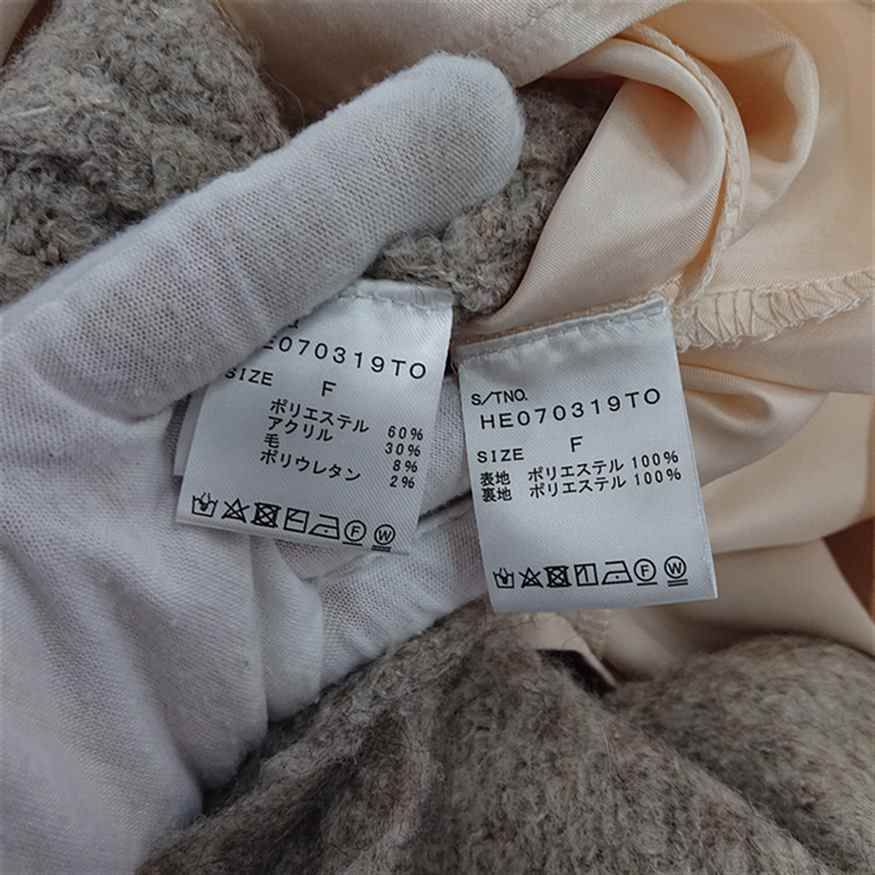 E070319TO
SIZE F
ポリエステル 60%
アクリル 30%
毛 8%
ポリウレタン 2%
F W
S/TNO.
HE070319TO
SIZE F
表地 ポリエステル 100%
裏地 ポリエステル 100%
F W